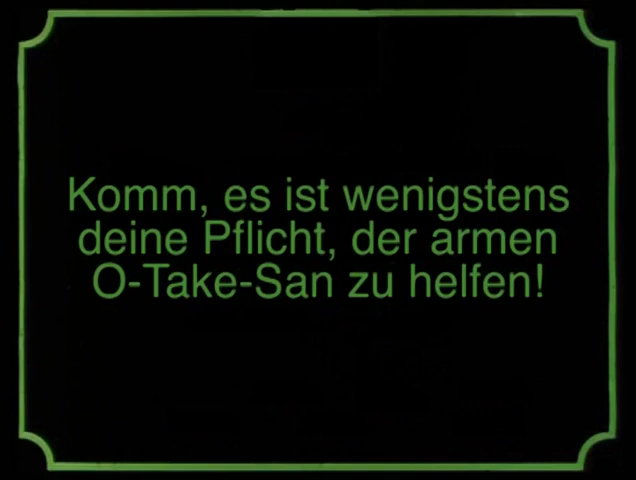 Komm, es ist wenigstens
deine Pflicht, der armen
O-Take-San zu helfen!